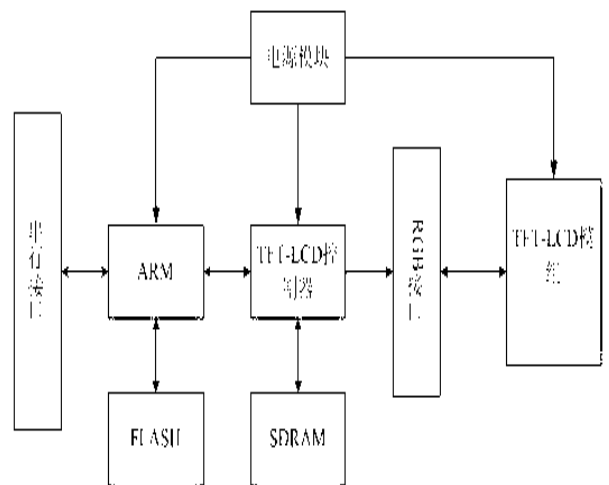 电源模块
串行接口
ARM
TFT-LCD控
制器
RGB接口
TFT-LCD模
组
FLASH
SDRAM